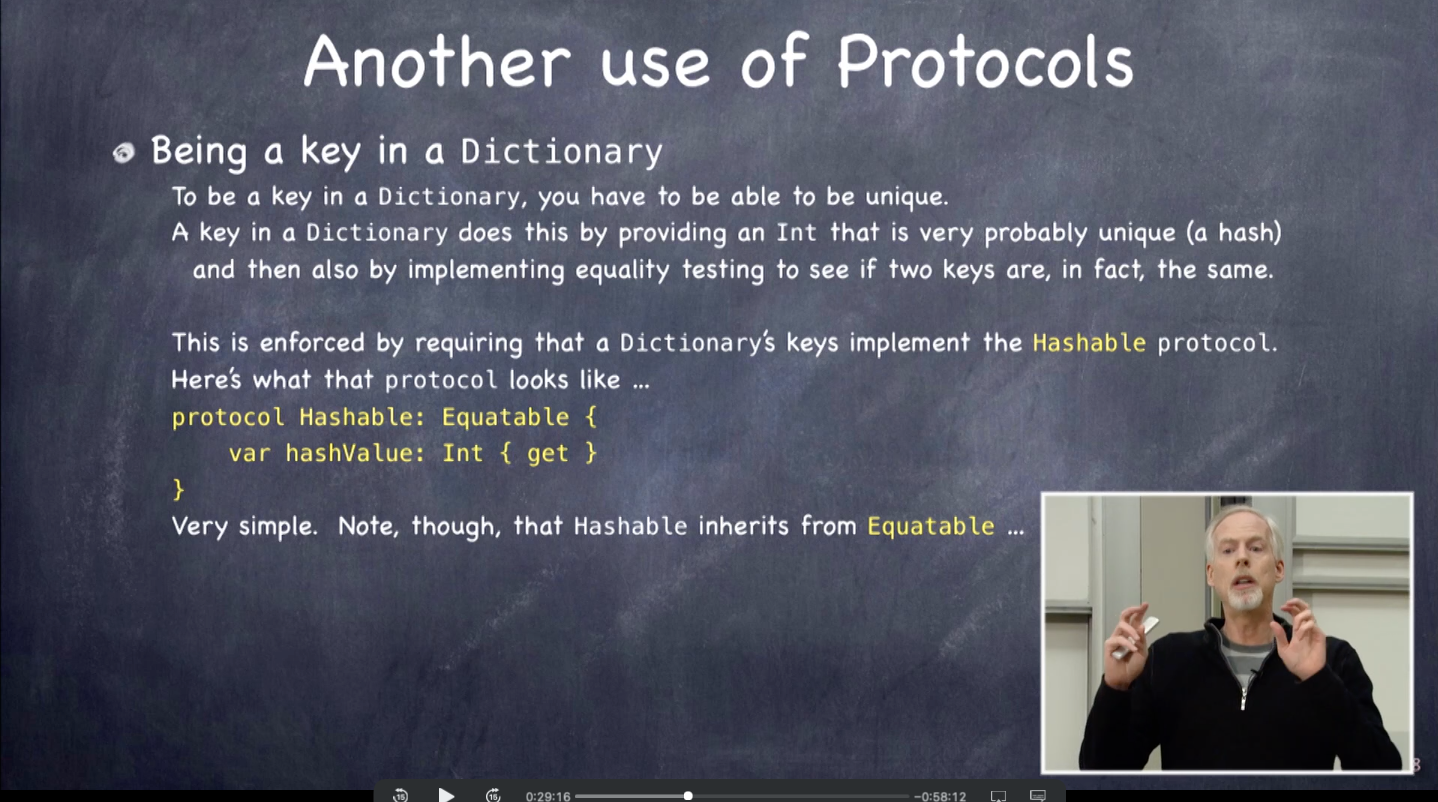 Another use of Protocols
Being a key in a Dictionary
To be a key in a Dictionary, you have to be able to be unique.
A key in a Dictionary does this by providing an Int that is very probably unique (a hash)
and then also by implementing equality testing to see if two keys are, in fact, the same.
This is enforced by requiring that a Dictionary's keys implement the Hashable protocol.
Here's what that protocol looks like ...
protocol Hashable: Equatable {
var hashValue: Int { get }
}
Very simple. Note, though, that Hashable inherits from Equatable ...
8
15
15
0:29:16
-0:58:12